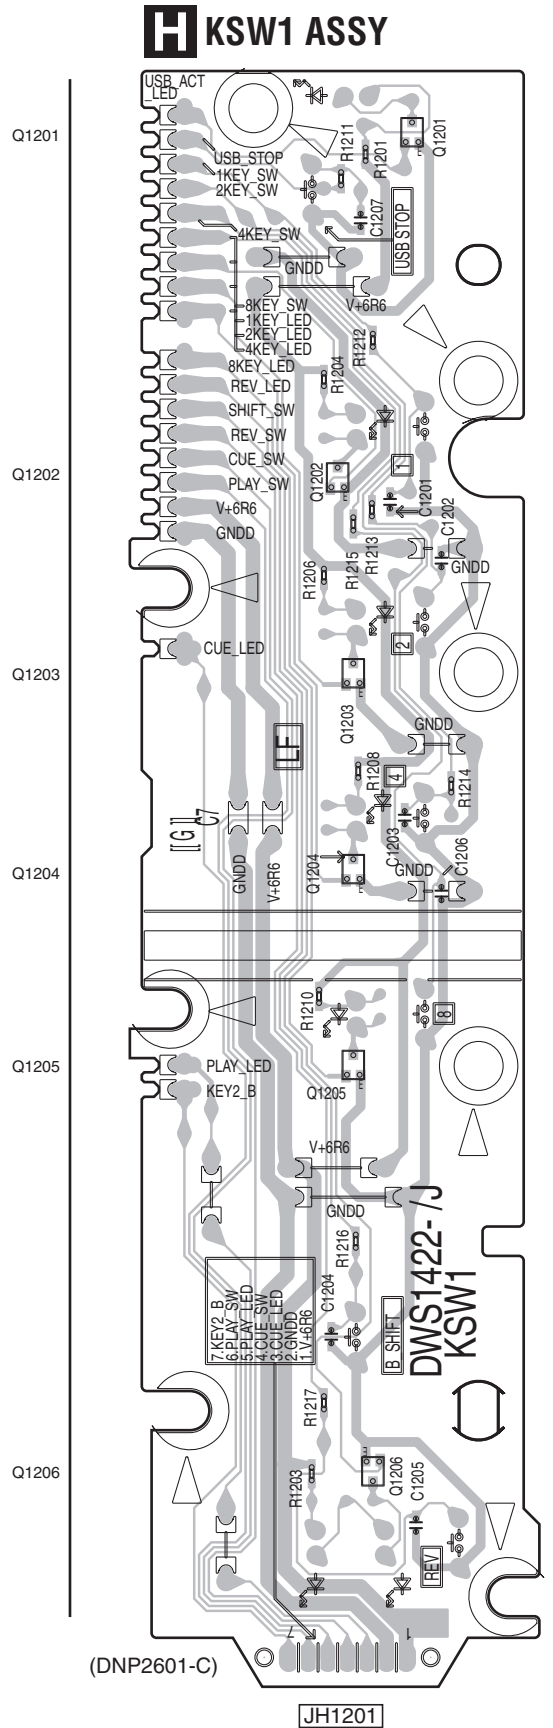 H KSW1 ASSY
USB_ACT
_LED
Q1201
USB_STOP
1KEY_SW
2KEY_SW
R1211
R1201
Q1201
E
C1207
USB STOP
4KEY_SW
GNDD
V+6R6
8KEY_SW
1KEY_LED
2KEY_LED
4KEY_LED
R1212
R1204
8KEY_LED
REV_LED
SHIFT_SW
REV_SW
CUE_SW
PLAY_SW
V+6R6
GNDD
Q1202
Q1202
E
1
C1201
C1202
R1213
R1215
GNDD
R1206
2
CUE_LED
Q1203
Q1203
E
GNDD
LF
R1208
4
R1214
C1203
C1206
GNDD
V+6R6
Q1204
Q1204
E
GNDD
R1210
8
Q1205
PLAY_LED
KEY2_B
Q1205
E
V+6R6
GNDD
R1216
DWS1422- /J
KSW1
C1204
B_SHIFT
7.KEY2_B
6.PLAY_SW
5.PLAY_LED
4.CUE_SW
3.CUE_LED
2.GNDD
1.V+6R6
R1217
Q1206
R1203
E
Q1206
C1205
REV
7
1
(DNP2601-C)
JH1201